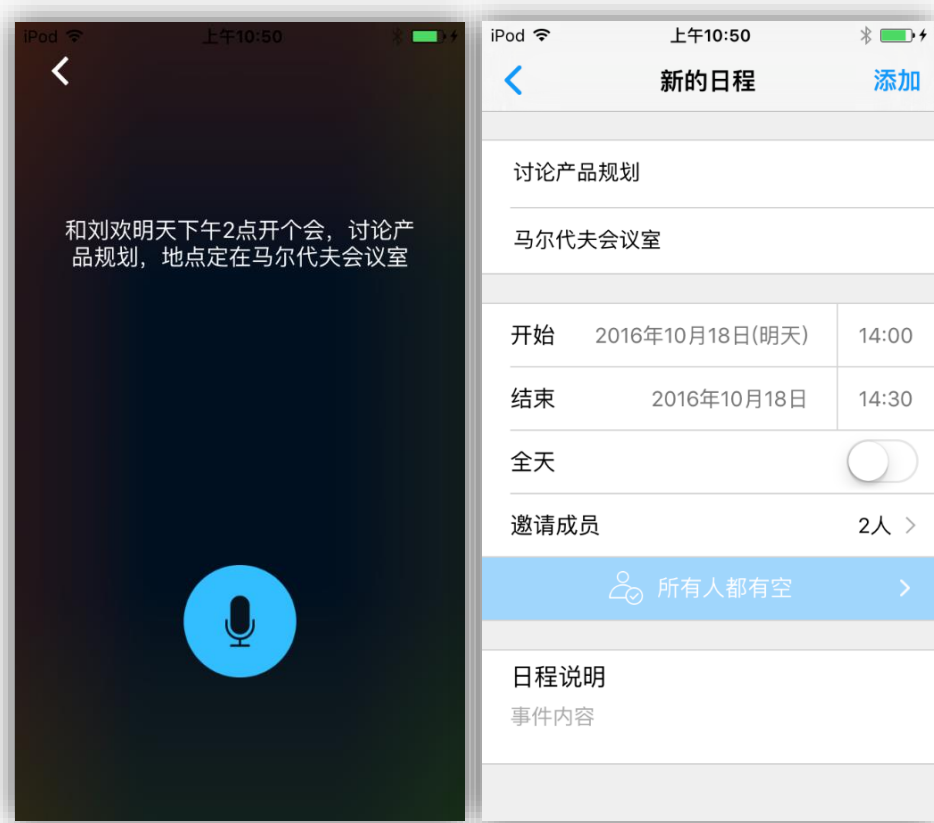 iPod
上午10:50
和刘欢明天下午2点开个会，讨论产
品规划，地点定在马尔代夫会议室
iPod
上午10:50
新的日程
添加
讨论产品规划
马尔代夫会议室
开始 2016年10月18日(明天) 14:00
结束 2016年10月18日 14:30
全天
邀请成员 2人
所有人都有空
日程说明
事件内容